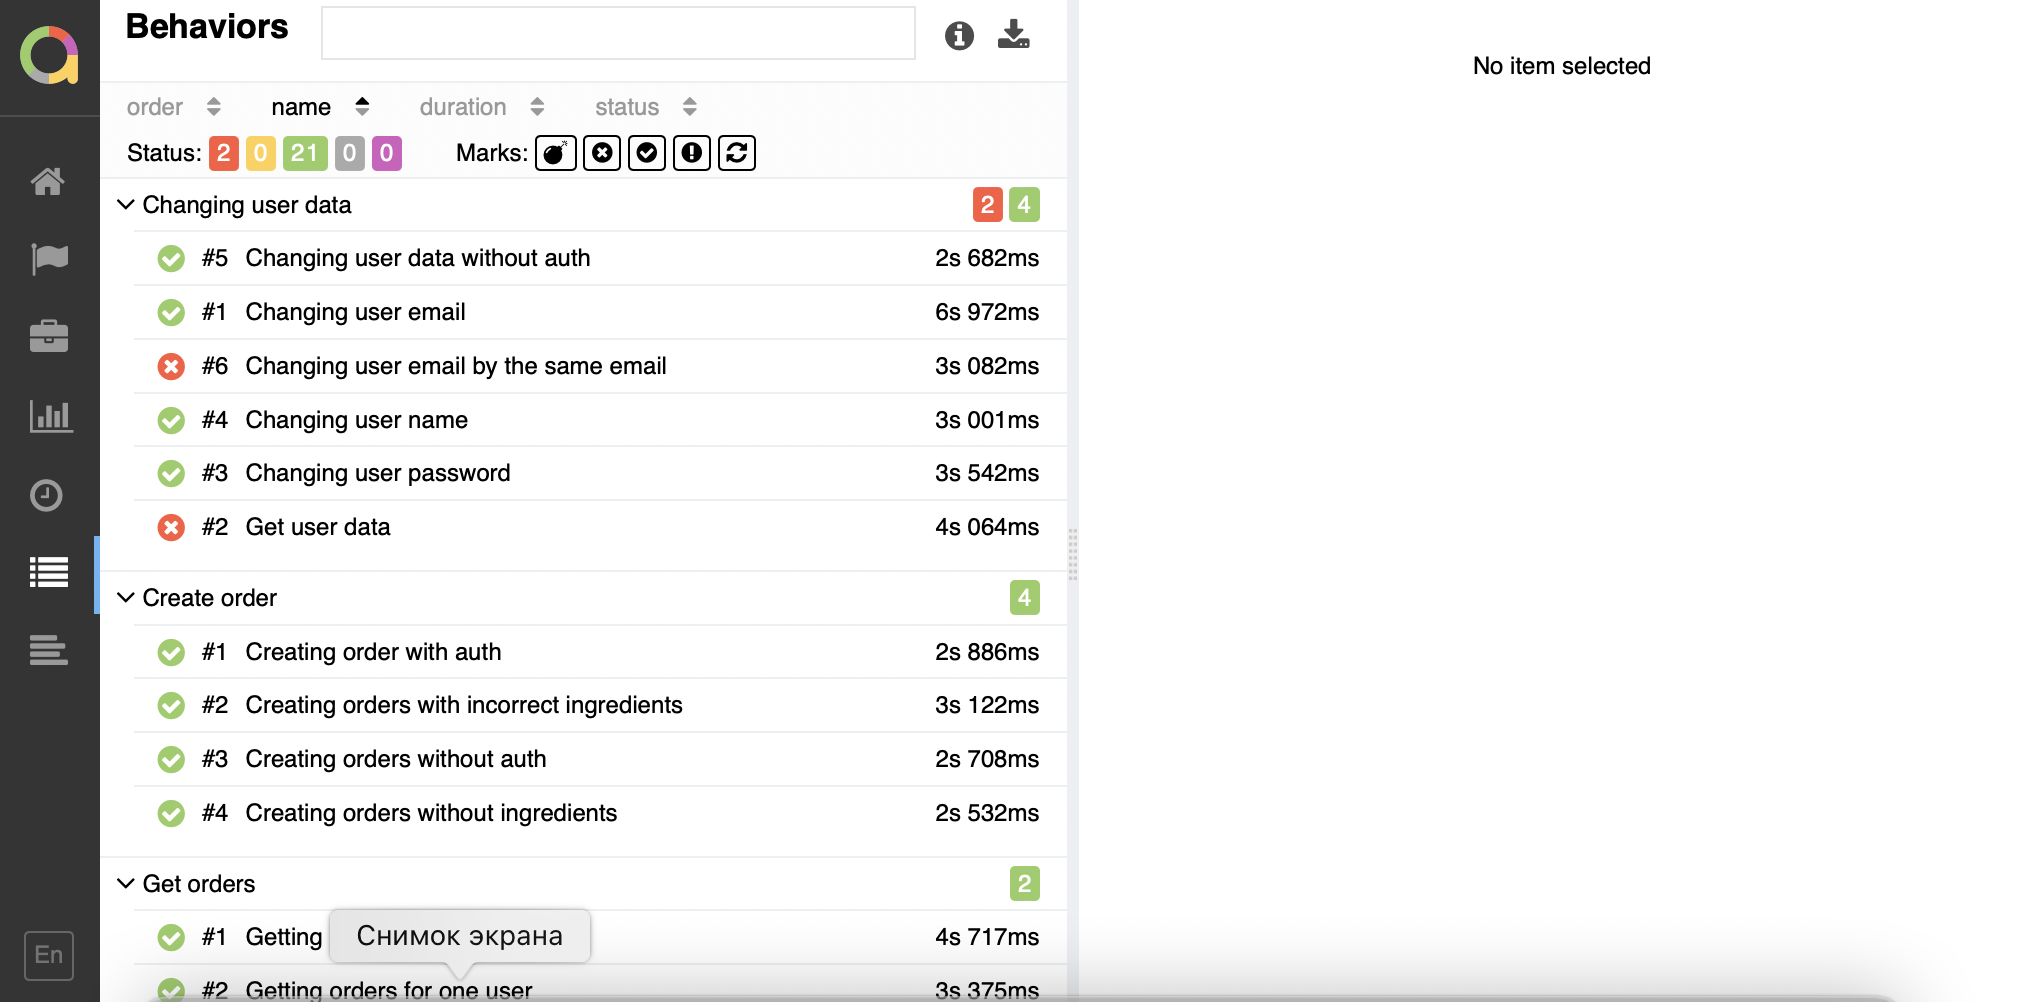 Behaviors
No item selected
order name duration status
Status: 2 0 21 0 0 Marks:
Changing user data 2 4
#5 Changing user data without auth 2s 682ms
#1 Changing user email 6s 972ms
#6 Changing user email by the same email 3s 082ms
#4 Changing user name 3s 001ms
#3 Changing user password 3s 542ms
#2 Get user data 4s 064ms
Create order 4
#1 Creating order with auth 2s 886ms
#2 Creating orders with incorrect ingredients 3s 122ms
#3 Creating orders without auth 2s 708ms
#4 Creating orders without ingredients 2s 532ms
Get orders 2
#1 Getting 4s 717ms
Снимок экрана
#2 Getting orders for one user 3s 375ms
En